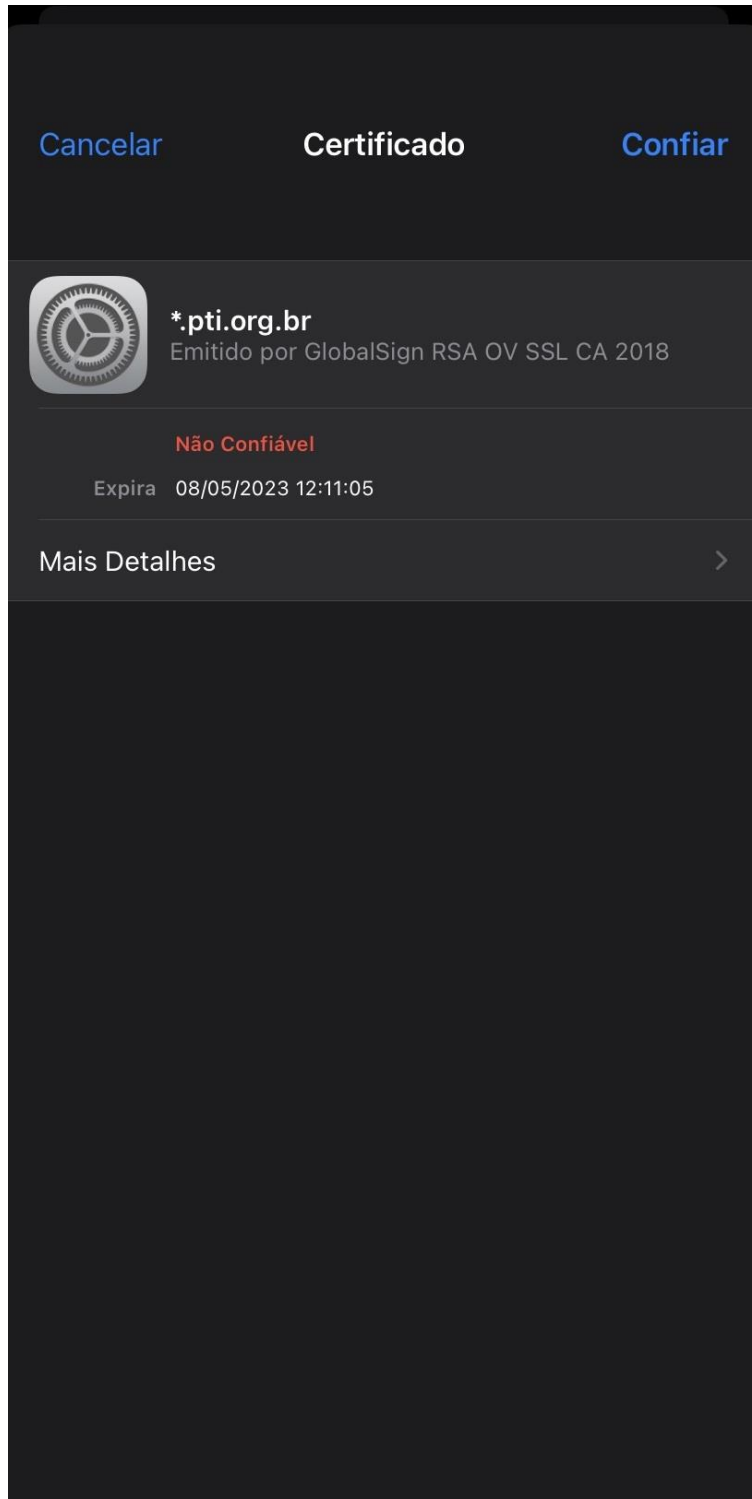 Cancelar Certificado Confiar
*.pti.org.br
Emitido por GlobalSign RSA OV SSL CA 2018
Não Confiável
Expira 08/05/2023 12:11:05
Mais Detalhes